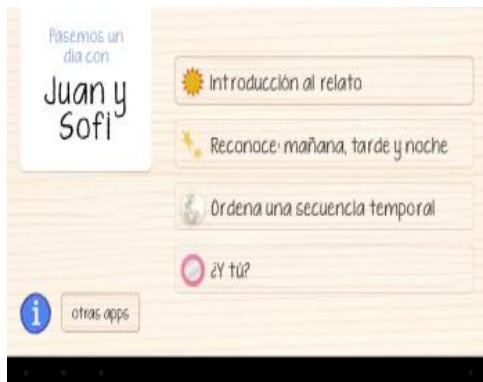 Pasemos un
día con
Juan y
Sofi
Introducción al relato
Reconoce: mañana, tarde y noche
Ordena una secuencia temporal
¿Y tú?
i
otras apps